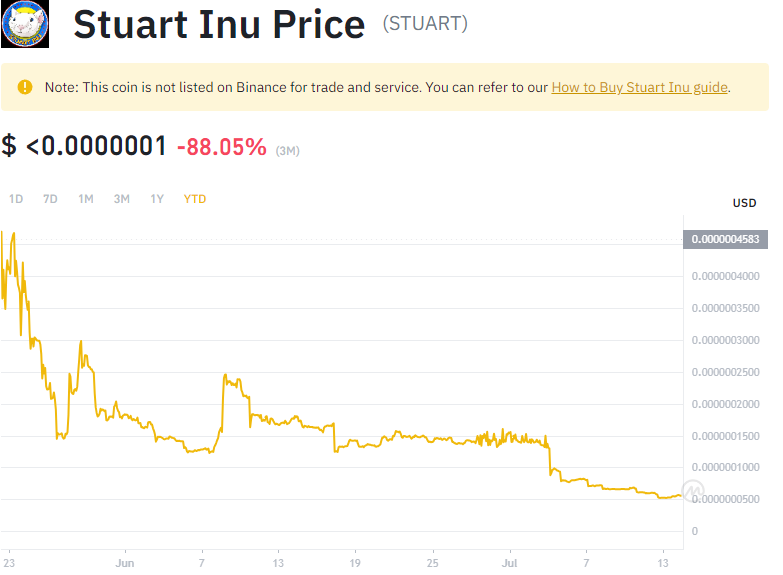 Stuart Inu Price (STUART)
Note: This coin is not listed on Binance for trade and service. You can refer to our How to Buy Stuart Inu guide.
$ <0.0000001 -88.05% (3M)
1D 7D 1M 3M 1Y YTD
USD
0.0000004583
0.0000004000
0.0000003500
0.0000003000
0.0000002500
0.0000002000
0.0000001500
0.0000001000
0.0000000500
0
23 Jun 7 13 19 25 Jul 7 13